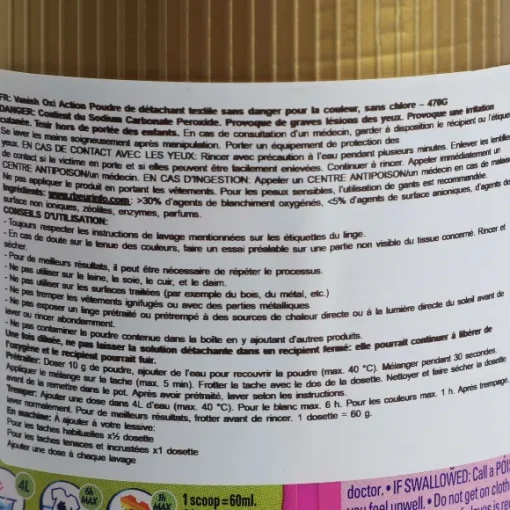 FR: Vanish Oxi Action Poudre de détachant textile sans danger pour la couleur, sans chlore – 470G
DANGER: Contient du Sodium Carbonate Peroxide. Provoque de graves lésions des yeux. Provoque une irritation
cutanée. Tenir hors de portée des enfants. En cas de consultation d'un médecin, garder à disposition le récipient ou l'étique
Se laver les mains soigneusement après manipulation. Porter un équipement de protection des
yeux. EN CAS DE CONTACT AVEC LES YEUX: Rincer avec précaution à l'eau pendant plusieurs minutes. Enlever les lentilles
de contact si la victime en porte et si elles peuvent être facilement enlevées. Continuer à rincer. Appeler immédiatement un
CENTRE ANTIPOISON/un médecin. EN CAS D'INGESTION: Appeler un CENTRE ANTIPOISON/un médecin en cas de malaise
Ne pas appliquer le produit en portant les vêtements. Pour les peaux sensibles, l'utilisation de gants est recommandée.
Ingrédients: www.rbeurinfo.com: >30% d'agents de blanchiment oxygénés, <5% d'agents de surface anioniques, d'agents de
surface non ioniques, zéolites, enzymes, parfums.
CONSEILS D'UTILISATION:
- Toujours respecter les instructions de lavage mentionnées sur les étiquettes du linge.
- En cas de doute sur la tenue des couleurs, faire un essai préalable sur une partie non visible du tissu concerné. Rincer et
sécher.
- Pour de meilleurs résultats, il peut être nécessaire de répéter le processus.
- Ne pas utiliser sur la laine, la soie, le cuir, et le daim.
- Ne pas utiliser sur les surfaces traitées (par exemple du bois, du métal, etc.)
- Ne pas tremper les vêtements ignifugés ou avec des parties métalliques
- Ne pas exposer un linge prétraité ou prétrempé à des sources de chaleur directe ou à la lumière directe du soleil avant de
laver ou rincer abondamment.
- Ne pas contaminer la poudre contenue dans la boîte en y ajoutant d'autres produits.
Une fois diluée, ne pas laisser la solution détachante dans un recipient fermé: elle pourrait continuer à libérer de
l'oxygène et le récipient pourrait fuir.
Prétraiter: Doser 10 g de poudre, ajouter de l'eau pour recouvrir la poudre (max. 40 °C). Mélanger pendant 30 secondes.
Appliquer le mélange sur la tâche (max. 5 min). Frotter la tache avec le dos de la dosette. Nettoyer et faire sécher la dosette
avant de la remettre dans le pot. Après avoir prétraité, laver selon les instructions.
Tremper: Ajouter une dose dans 4L d'eau (max. 40 °C). Pour le blanc max. 6 h. Pour les couleurs max. 1 h. Après trempage,
laver normalement. Pour de meilleurs résultats, frotter avant de rincer. 1 dosette = 60 g.
En machine: A ajouter à votre lessive:
Pour les taches habituelles x½ dosette
Pour les taches tenaces et incrustées x1 dosette
Ajouter une dose à chaque lavage
4L
6h
MAX
1h
MAX
1 scoop=60ml.
doctor. • IF SWALLOWED: Call a POIS
you feel unwell. • Do not get on cloth